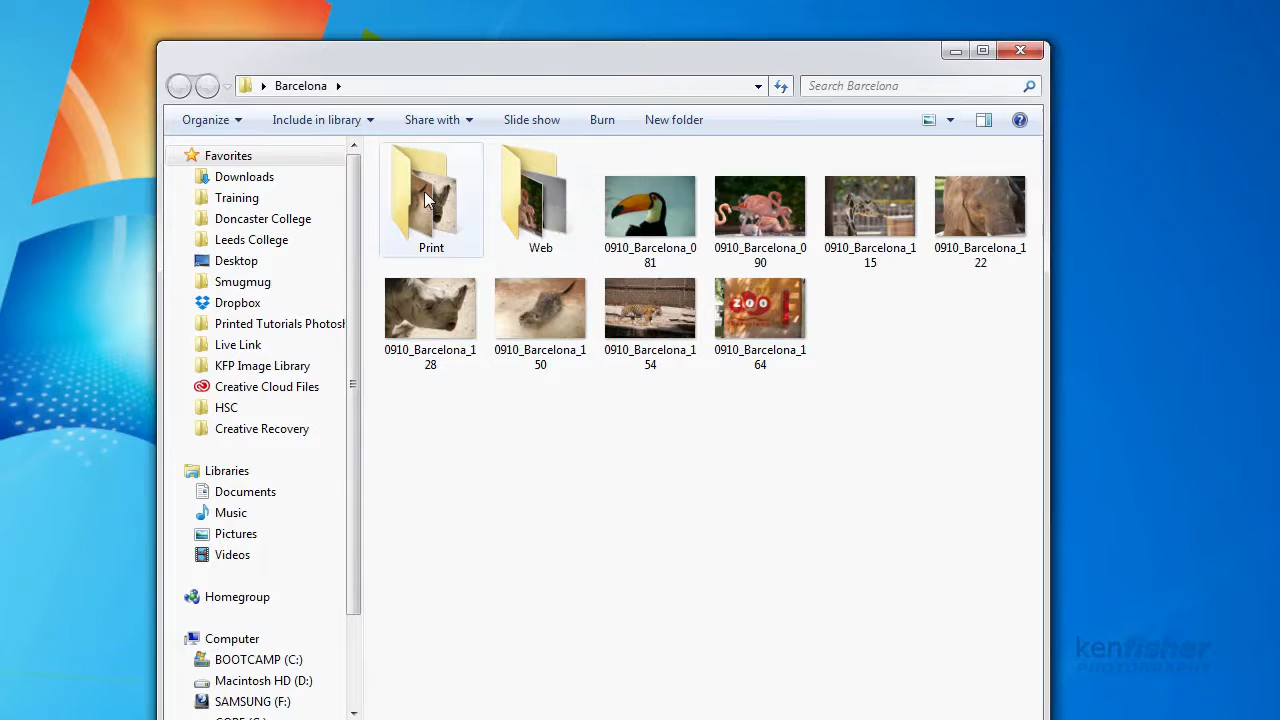 Barcelona
Search Barcelona
Organize
Include in library
Share with
Slide show
Burn
New folder
Favorites
Downloads
Training
Doncaster College
Leeds College
Desktop
Smugmug
Dropbox
Printed Tutorials Photosh
Live Link
KFP Image Library
Creative Cloud Files
HSC
Creative Recovery
Libraries
Documents
Music
Pictures
Videos
Homegroup
Computer
BOOTCAMP (C:)
Macintosh HD (D:)
SAMSUNG (F:)
Print
Web
0910_Barcelona_0
81
0910_Barcelona_0
90
0910_Barcelona_1
15
0910_Barcelona_1
22
0910_Barcelona_1
28
0910_Barcelona_1
50
0910_Barcelona_1
54
zoo
0910_Barcelona_1
64
kenfisher
PHOTOGRAPHY